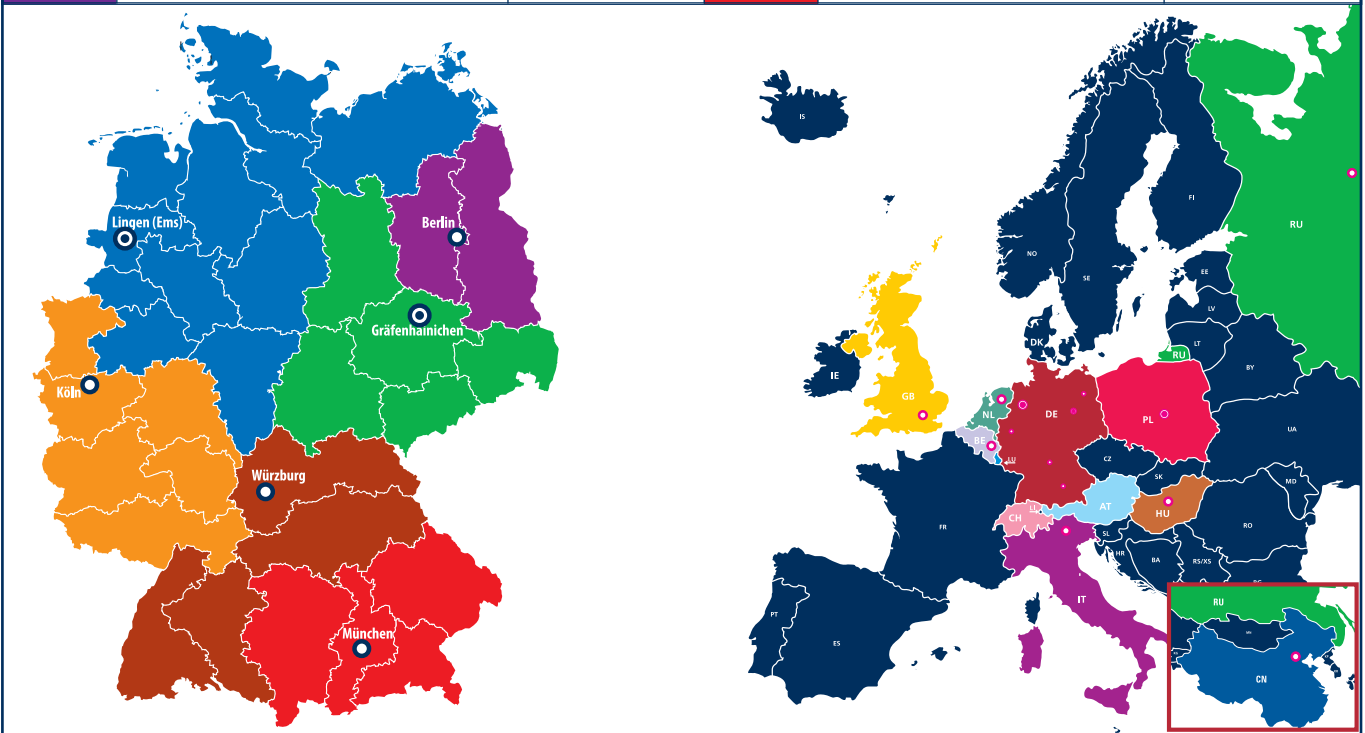 Lingen (Ems)
Berlin
Gräfenhainichen
Köln
Würzburg
München
IS
NO
SE
FI
RU
EE
LV
LT
RU
BY
DK
IE
GB
NL
BE
LU
DE
PL
CZ
SK
UA
MD
FR
CH
LI
AT
HU
RO
SL
HR
BA
RS/XS
IT
PT
ES
RU
CN